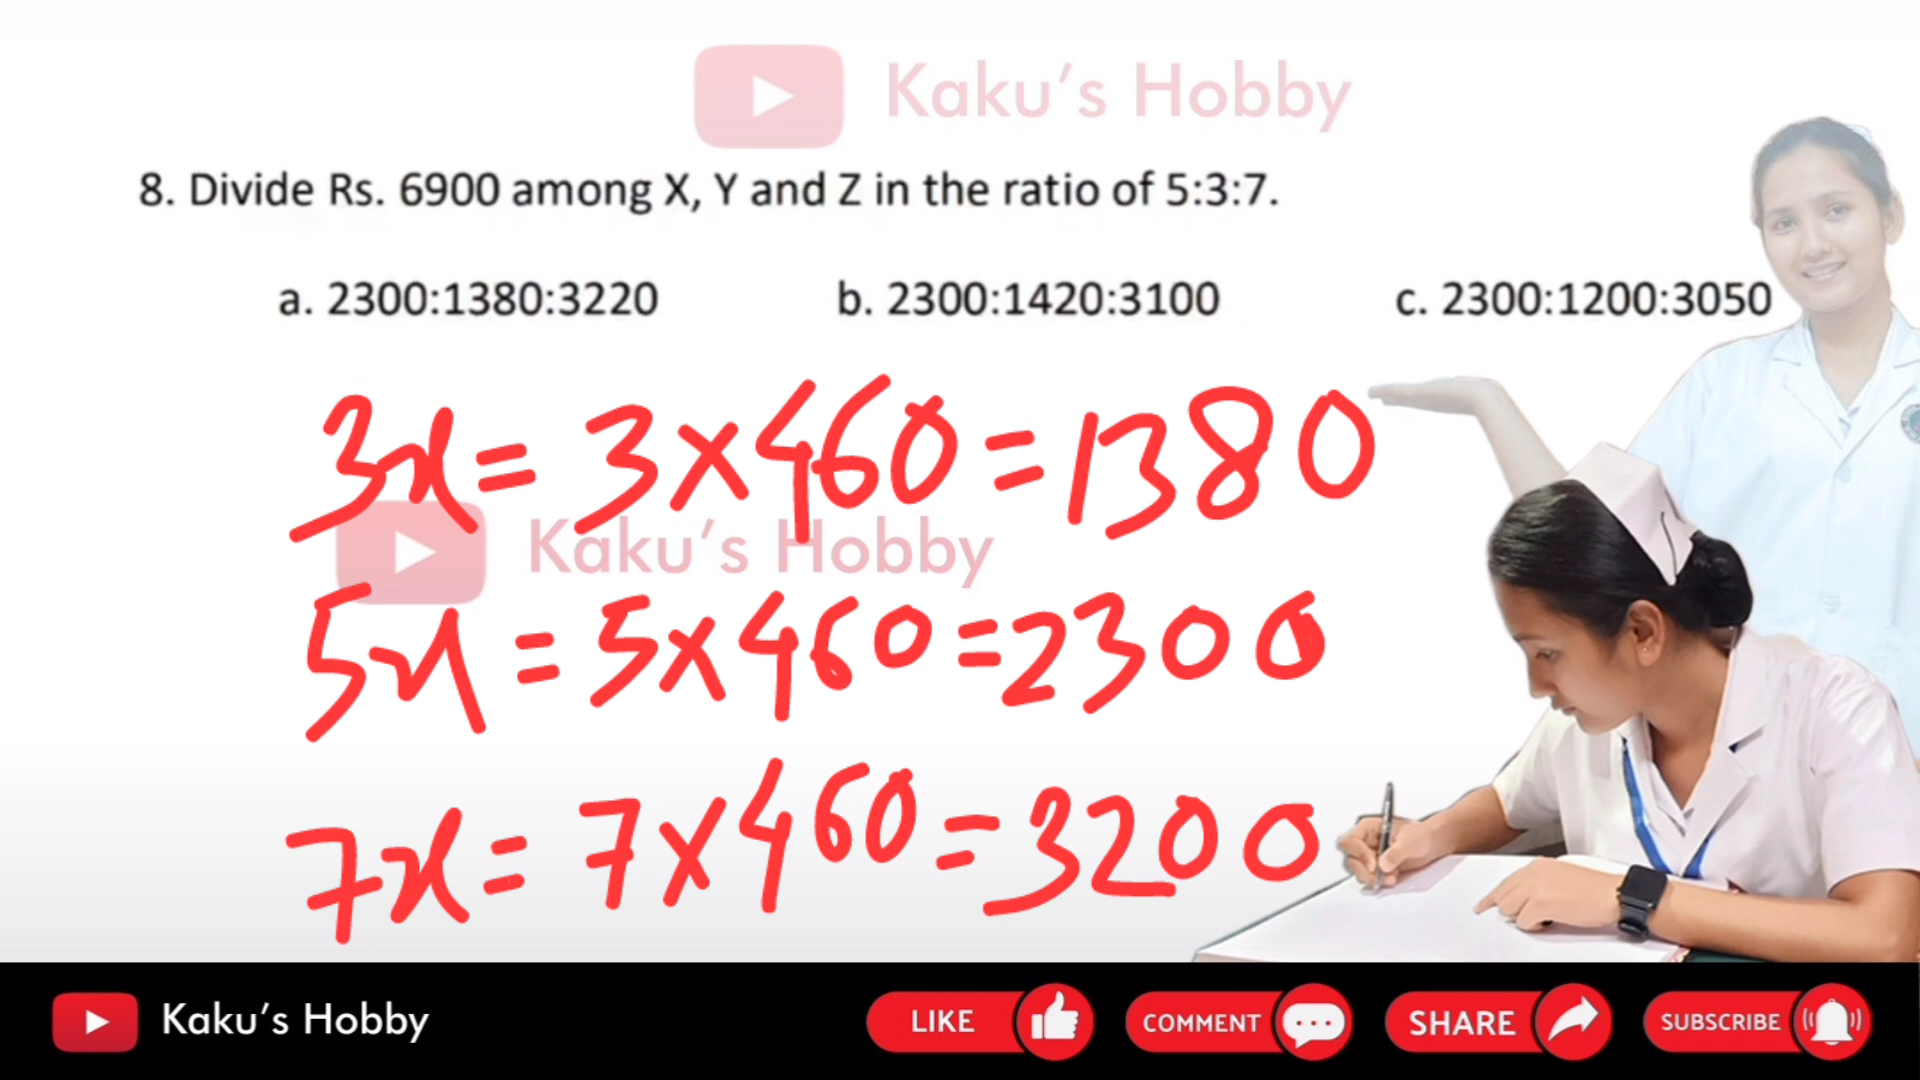 Kaku's Hobby
8. Divide Rs. 6900 among X, Y and Z in the ratio of 5:3:7.
a. 2300:1380:3220 b. 2300:1420:3100 c. 2300:1200:3050
3x = 3×460 = 1380
Kaku's Hobby
5x = 5×460 = 2300
7x = 7×460 = 3200
Kaku's Hobby LIKE COMMENT SHARE SUBSCRIBE